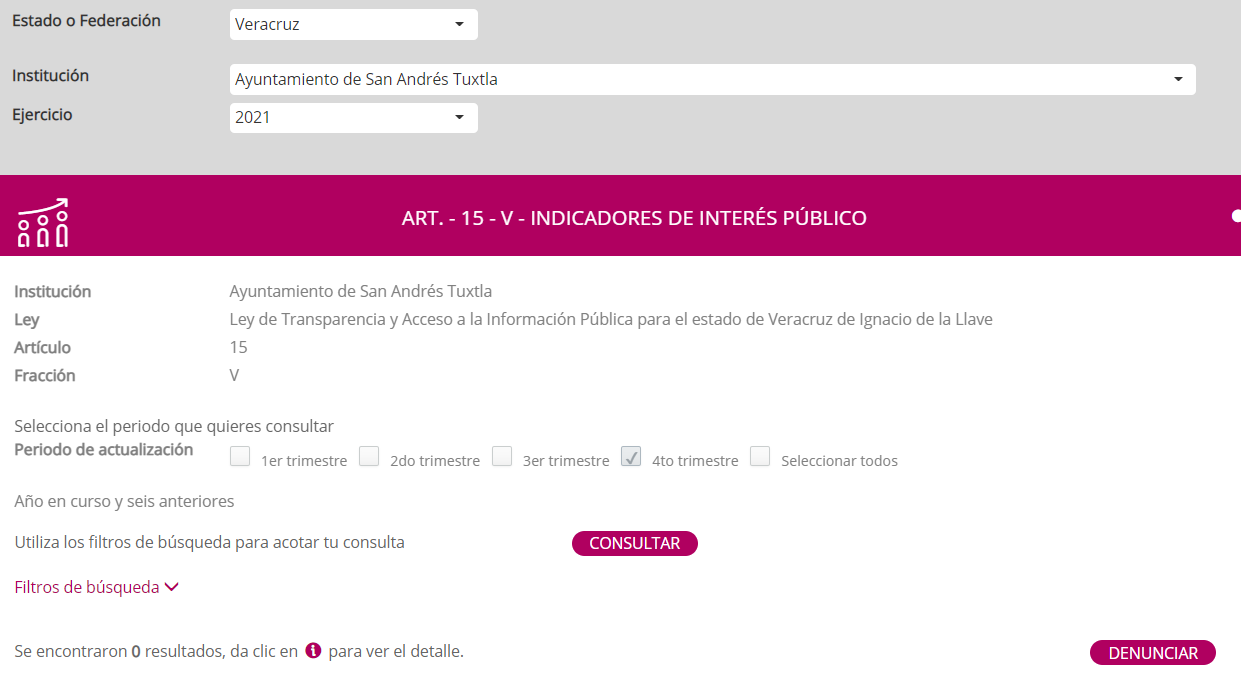 Estado o Federación Veracruz
Institución Ayuntamiento de San Andrés Tuxtla
Ejercicio 2021
ART. - 15 - V - INDICADORES DE INTERÉS PÚBLICO
Institución Ayuntamiento de San Andrés Tuxtla
Ley Ley de Transparencia y Acceso a la Información Pública para el estado de Veracruz de Ignacio de la Llave
Artículo 15
Fracción V
Selecciona el periodo que quieres consultar
Periodo de actualización 1er trimestre 2do trimestre 3er trimestre 4to trimestre Seleccionar todos
Año en curso y seis anteriores
Utiliza los filtros de búsqueda para acotar tu consulta CONSULTAR
Filtros de búsqueda
Se encontraron 0 resultados, da clic en i para ver el detalle. DENUNCIAR